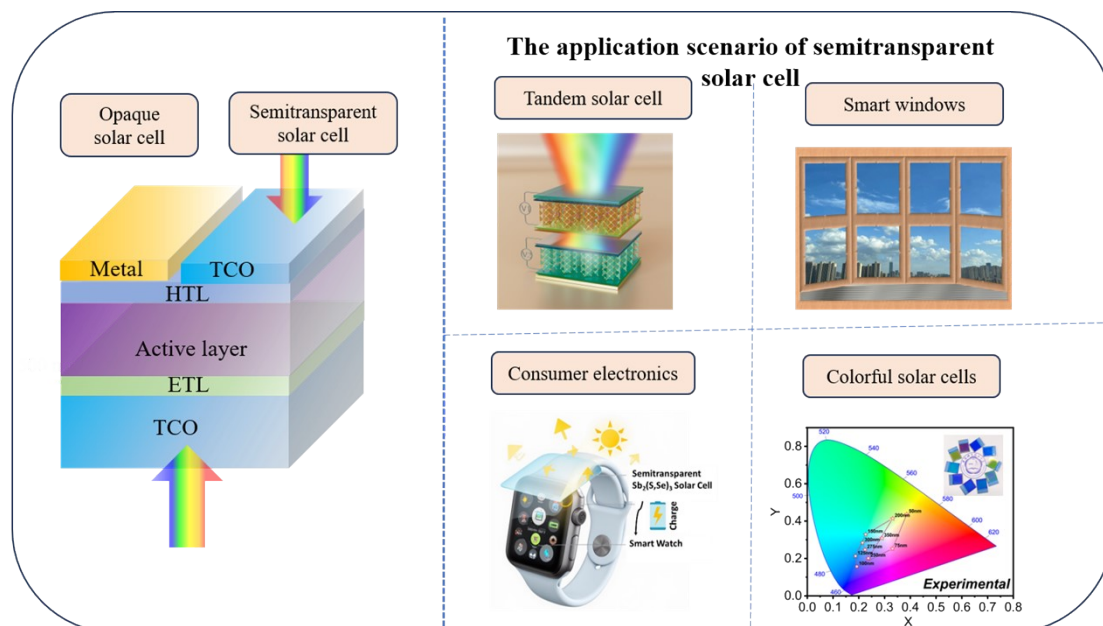 The application scenario of semitransparent
solar cell
Opaque
solar cell
Semitransparent
solar cell
Metal
TCO
HTL
Active layer
ETL
TCO
Tandem solar cell
Smart windows
Consumer electronics
Semitransparent
Sb₂(S,Se)₃ Solar Cell
Charge
Smart Watch
Colorful solar cells
520
540
560
580
600
620
500
480
460
200nm
50nm
350nm
75nm
Experimental
Y
0.8
0.6
0.4
0.2
0.0
0.0 0.1 0.2 0.3 0.4 0.5 0.6 0.7 0.8
X